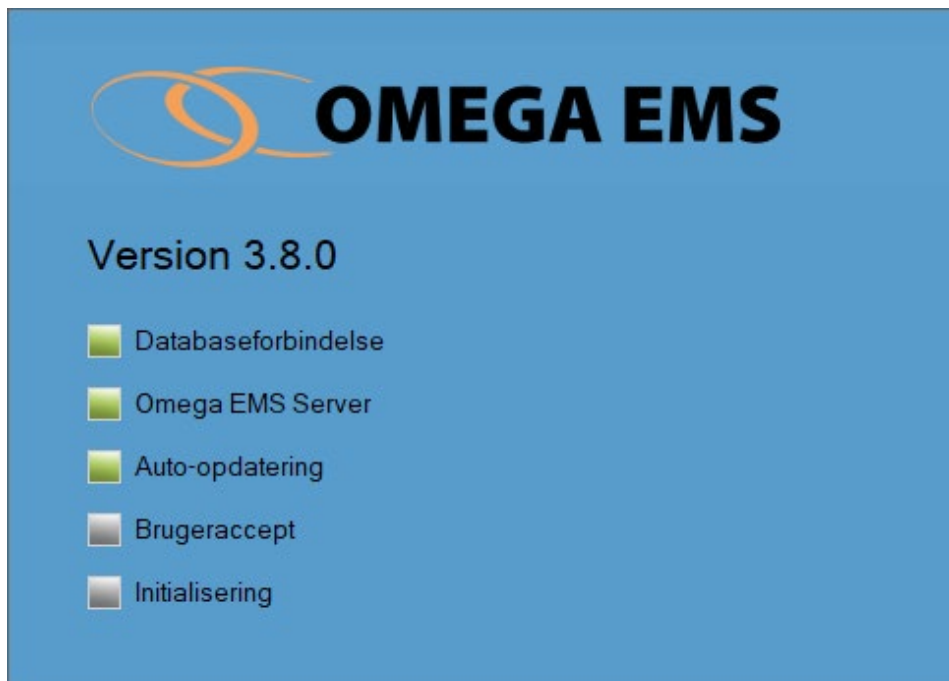 OMEGA EMS
Version 3.8.0
Databaseforbindelse
Omega EMS Server
Auto-opdatering
Brugeraccept
Initialisering